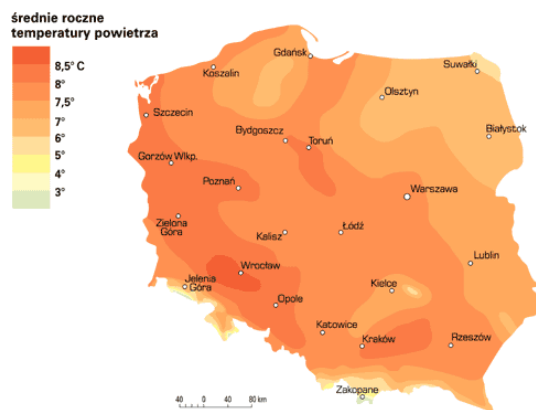 średnie roczne
temperatury powietrza
8,5° C
8°
7,5°
7°
6°
5°
4°
3°
Gdańsk
Koszalin
Suwałki
Olsztyn
Szczecin
Bydgoszcz
Toruń
Białystok
Gorzów Wlkp.
Poznań
Warszawa
Zielona
Góra
Kalisz
Łódź
Wrocław
Lublin
Jelenia
Góra
Opole
Kielce
Katowice
Kraków
Rzeszów
Zakopane
40 0 40 80 km